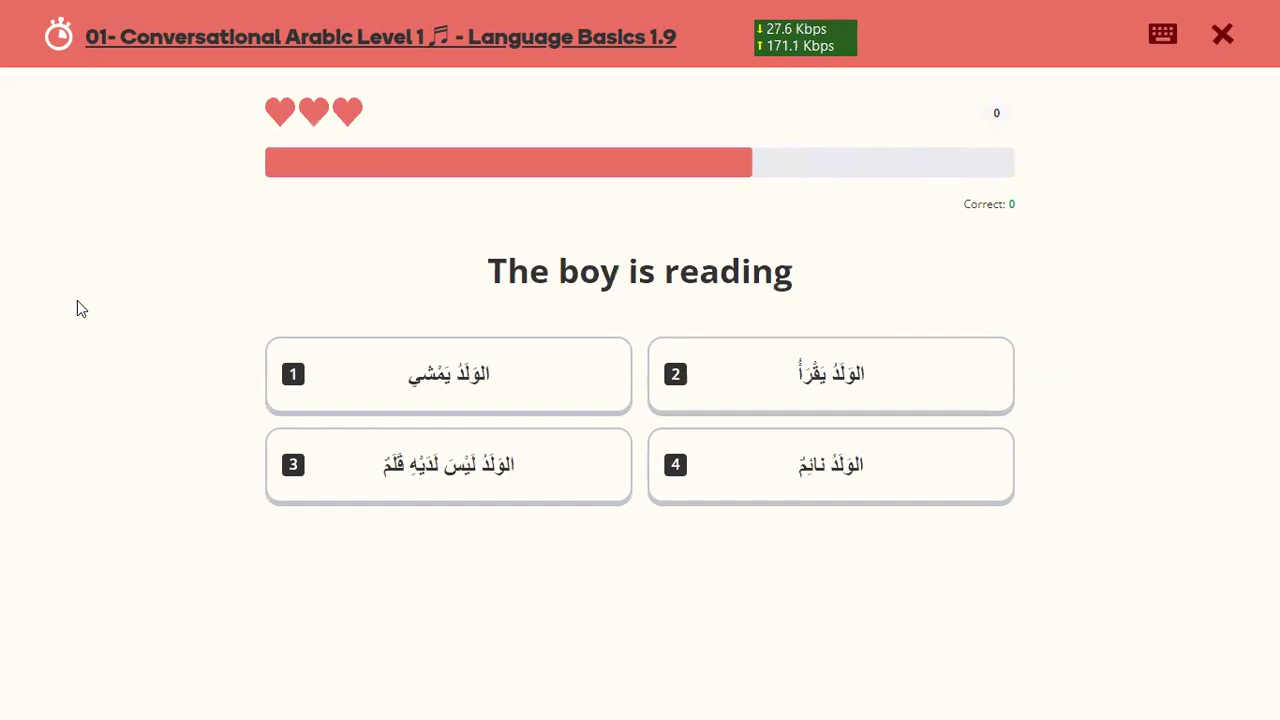 01- Conversational Arabic Level 1 🎵 - Language Basics 1.9
27.6 Kbps
171.1 Kbps
0
Correct: 0
The boy is reading
1 الوَلَدُ يَمْشي
2 الوَلَدُ يَقْرَأُ
3 الوَلَدُ لَيْسَ لَدَيْهِ قَلَمٌ
4 الوَلَدُ نائِمٌ